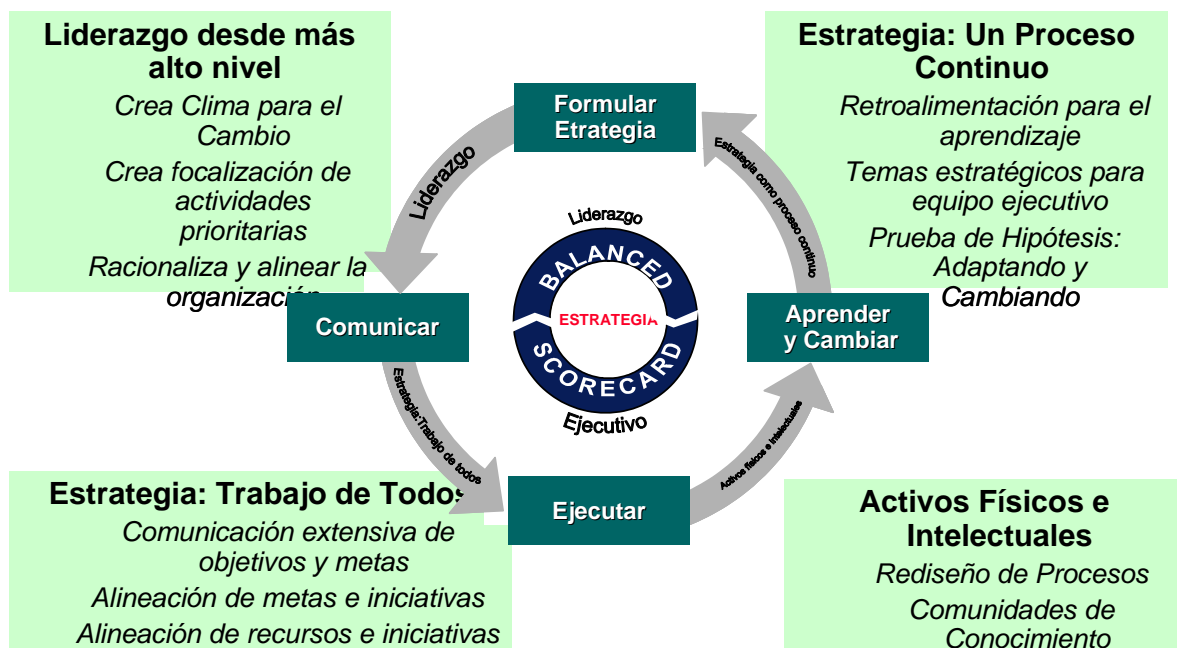 Liderazgo desde más
alto nivel
Crea Clima para el
Cambio
Crea focalización de
actividades
prioritarias
Racionaliza y alinear la
organización
Estrategia: Un Proceso
Continuo
Retroalimentación para el
aprendizaje
Temas estratégicos para
equipo ejecutivo
Prueba de Hipótesis:
Adaptando y
Cambiando
Formular
Etrategia
Liderazgo
Estrategia como proceso continuo
Liderazgo
BALANCED
ESTRATEGIA
SCORECARD
Ejecutivo
Comunicar
Aprender
y Cambiar
Estrategia:Trabajo de todos
Activos físicos e intelectuales
Ejecutar
Estrategia: Trabajo de Todos
Comunicación extensiva de
objetivos y metas
Alineación de metas e iniciativas
Alineación de recursos e iniciativas
Activos Físicos e
Intelectuales
Rediseño de Procesos
Comunidades de
Conocimiento